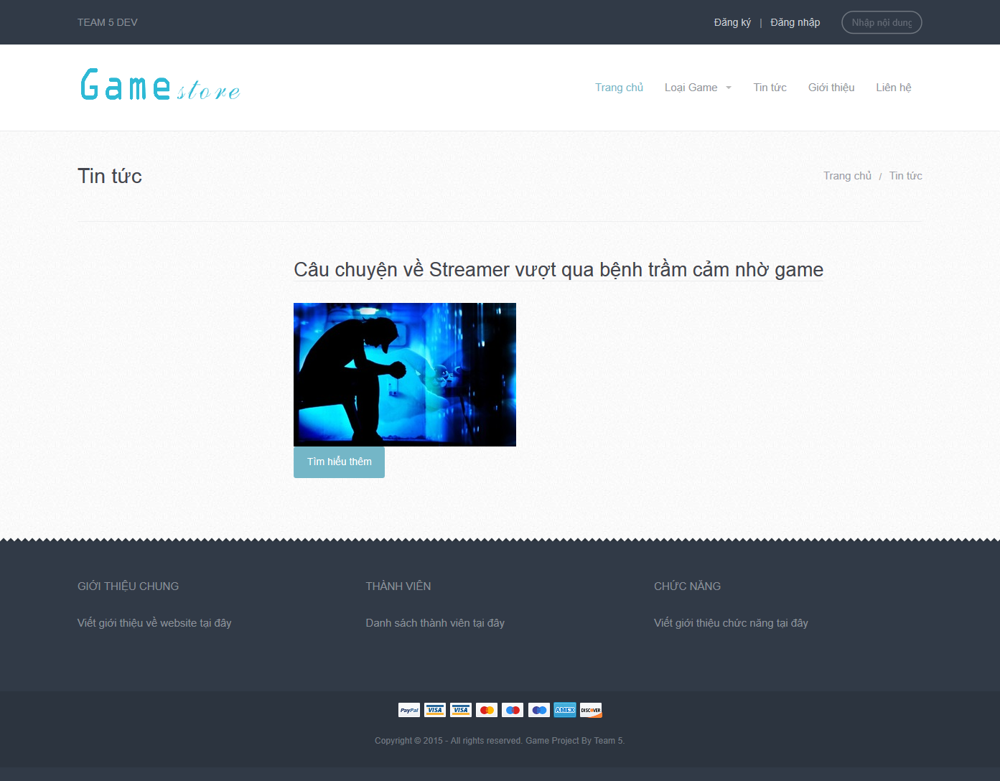 TEAM 5 DEV
Đăng ký | Đăng nhập
Nhập nội dung
Game store
Trang chủ
Loại Game
Tin tức
Giới thiệu
Liên hệ
Tin tức
Trang chủ / Tin tức
Câu chuyện về Streamer vượt qua bệnh trầm cảm nhờ game
Tìm hiểu thêm
GIỚI THIỆU CHUNG
Viết giới thiệu về website tại đây
THÀNH VIÊN
Danh sách thành viên tại đây
CHỨC NĂNG
Viết giới thiệu chức năng tại đây
PayPal VISA VISA AMEX DISCOVER
Copyright © 2015 - All rights reserved. Game Project By Team 5.